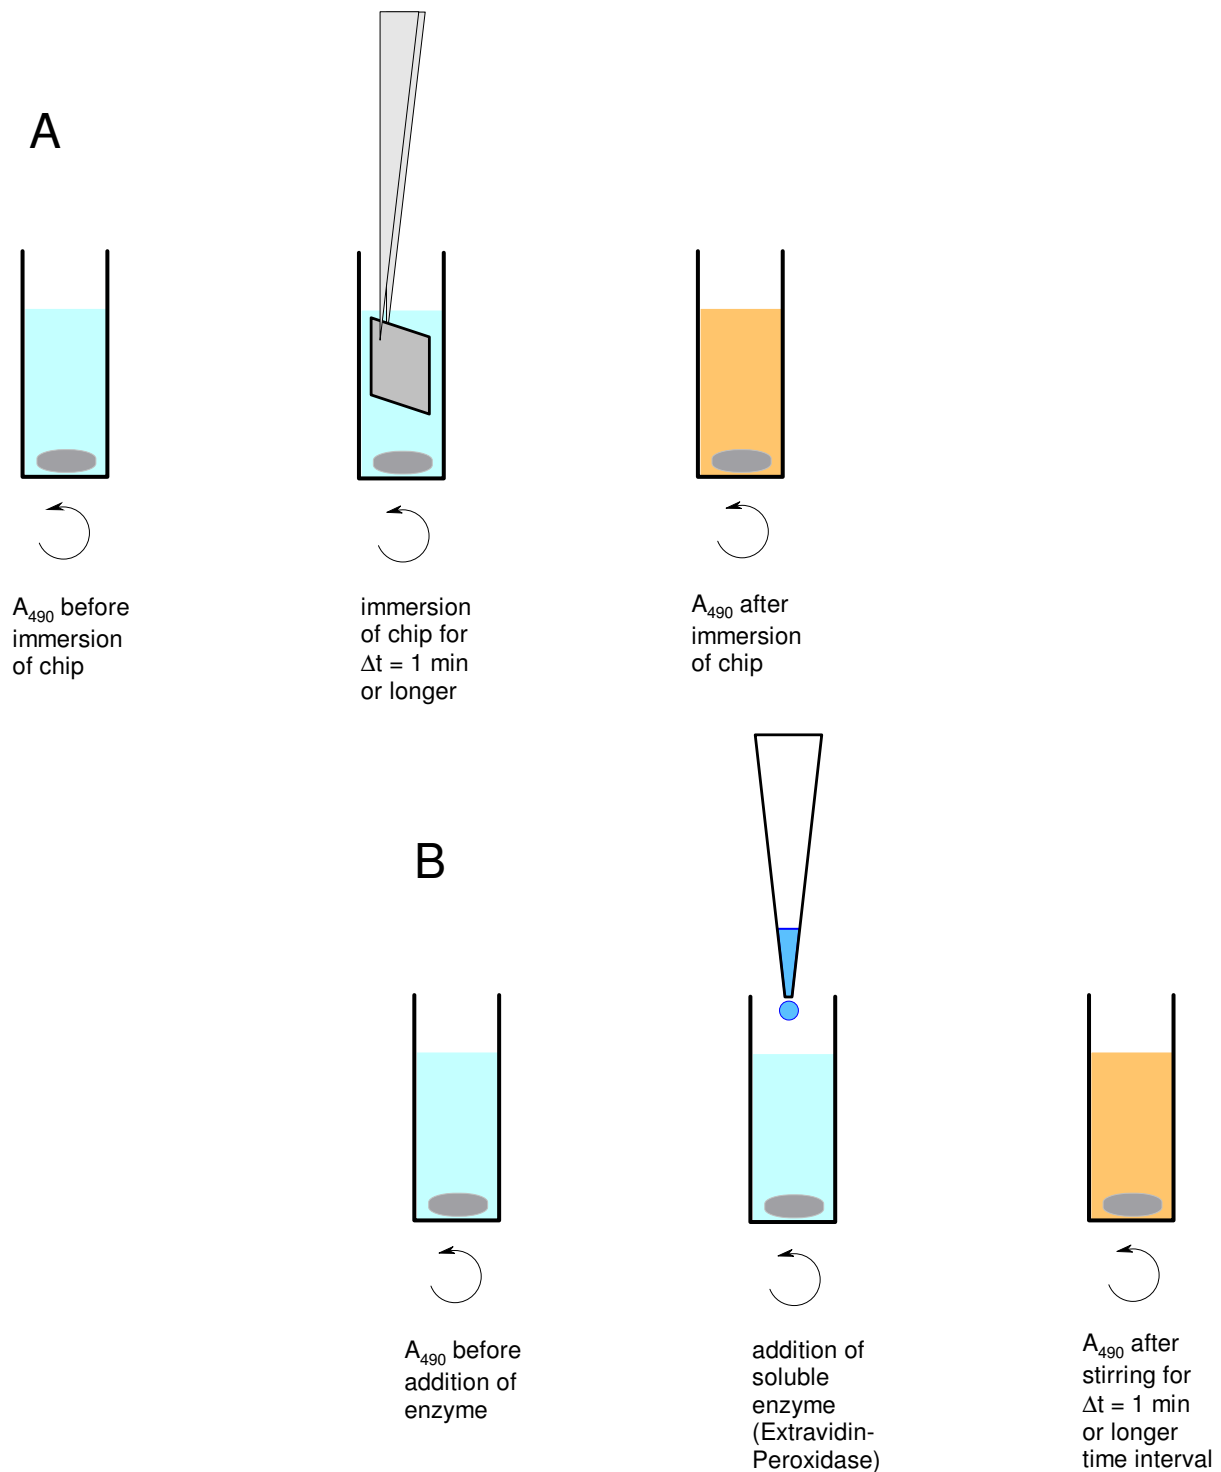 A
A₄₉₀ before
immersion
of chip
immersion
of chip for
Δt = 1 min
or longer
A₄₉₀ after
immersion
of chip
B
A₄₉₀ before
addition of
enzyme
addition of
soluble
enzyme
(Extravidin-
Peroxidase)
A₄₉₀ after
stirring for
Δt = 1 min
or longer
time interval